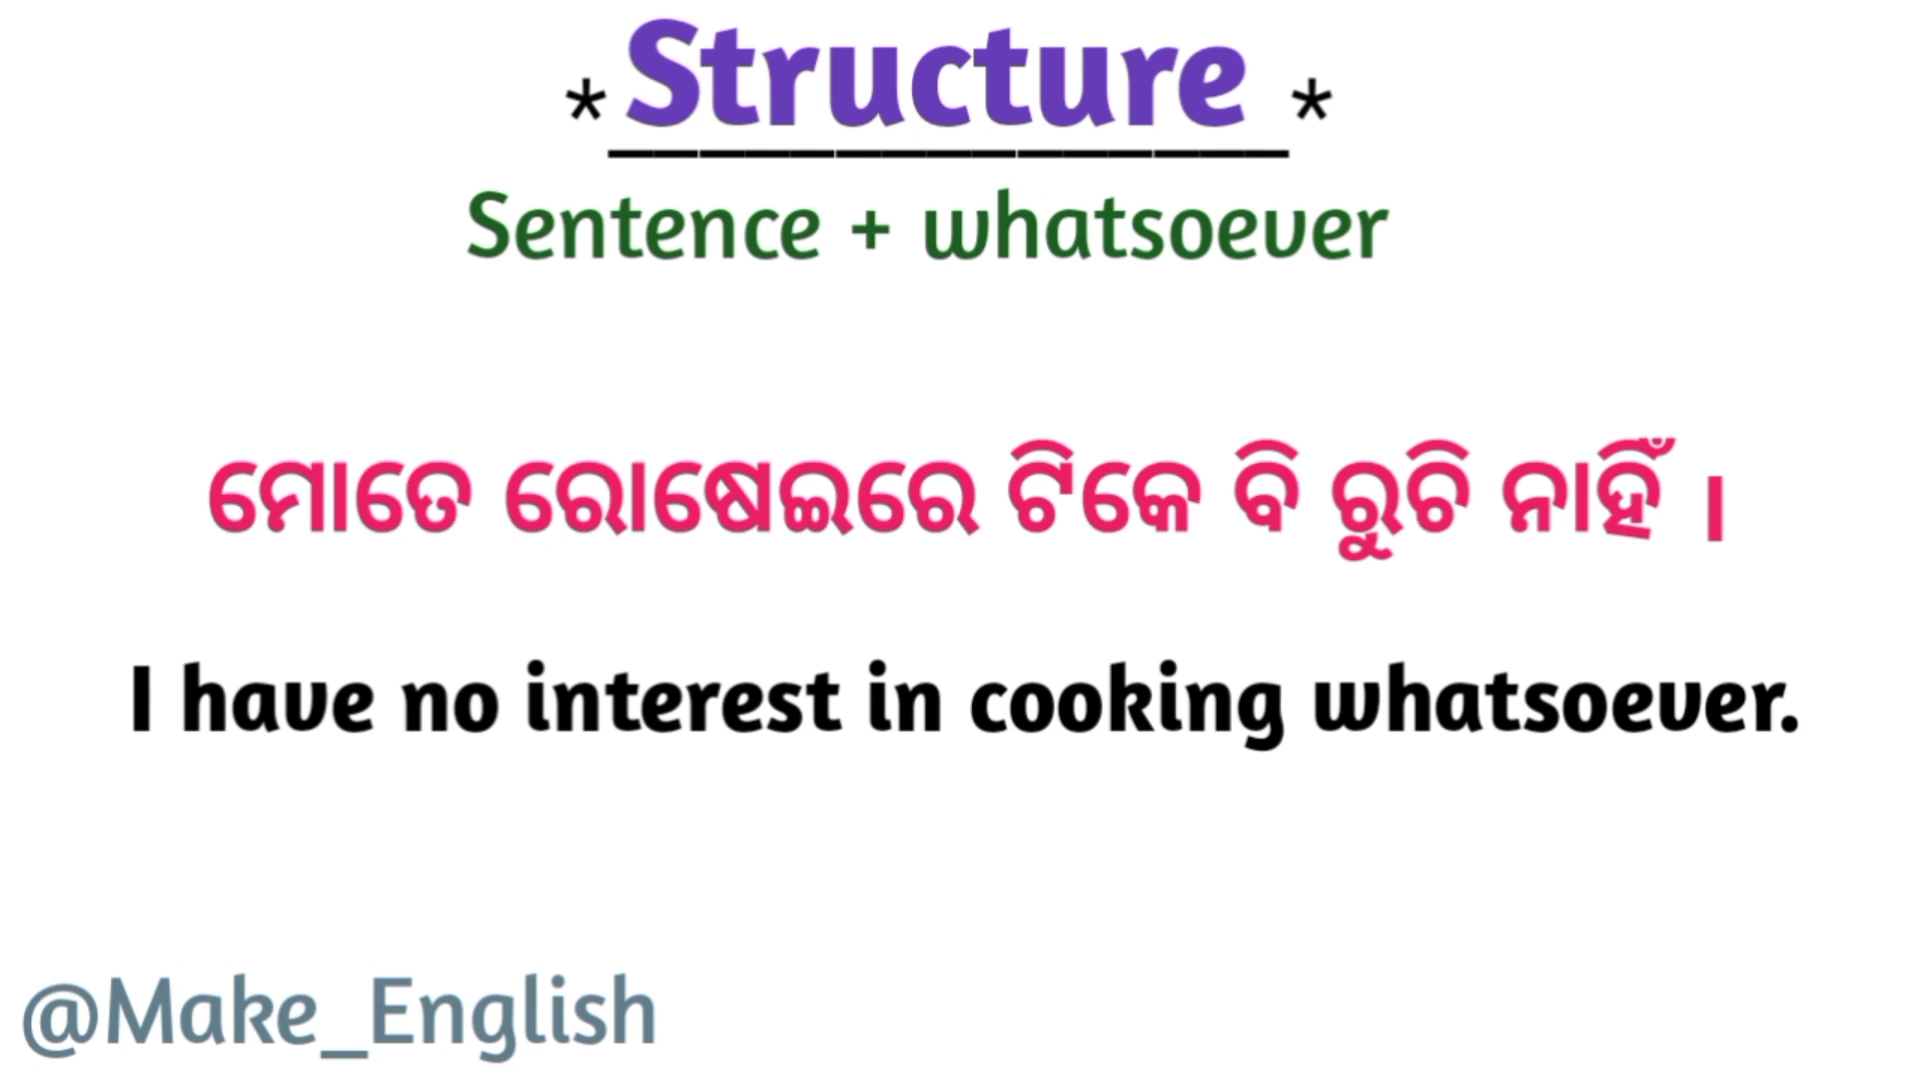 * Structure *
Sentence + whatsoever
ମୋତେ ରୋଷେଇରେ ଟିକେ ବି ରୁଚି ନାହିଁ ।
I have no interest in cooking whatsoever.
@Make_English